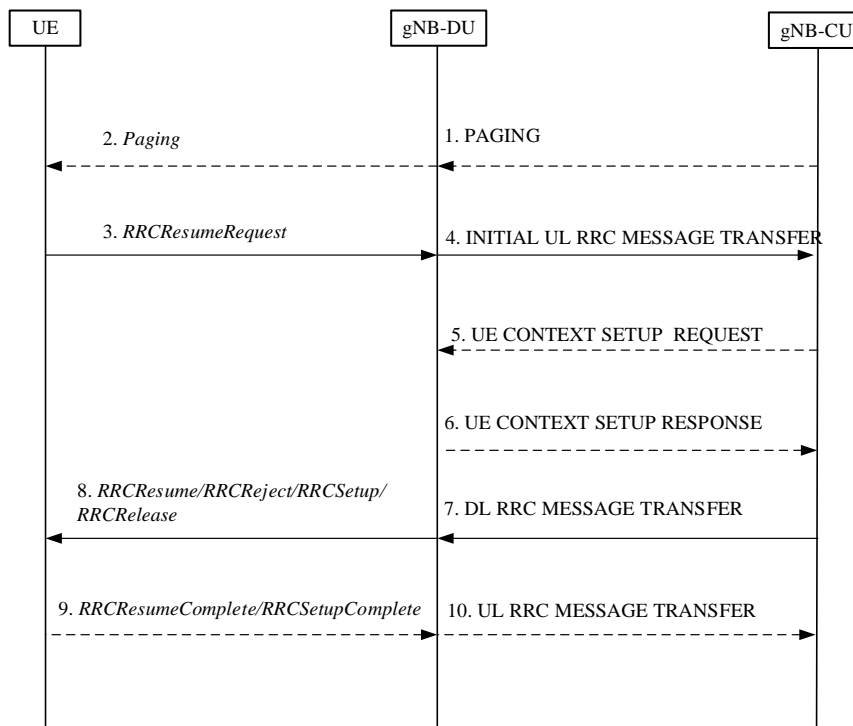 UE
gNB-DU
gNB-CU
2. Paging
1. PAGING
3. RRCResumeRequest
4. INITIAL UL RRC MESSAGE TRANSFER
5. UE CONTEXT SETUP REQUEST
6. UE CONTEXT SETUP RESPONSE
8. RRCResume/RRCReject/RRCSetup/
RRCRelease
7. DL RRC MESSAGE TRANSFER
9. RRCResumeComplete/RRCSetupComplete
10. UL RRC MESSAGE TRANSFER